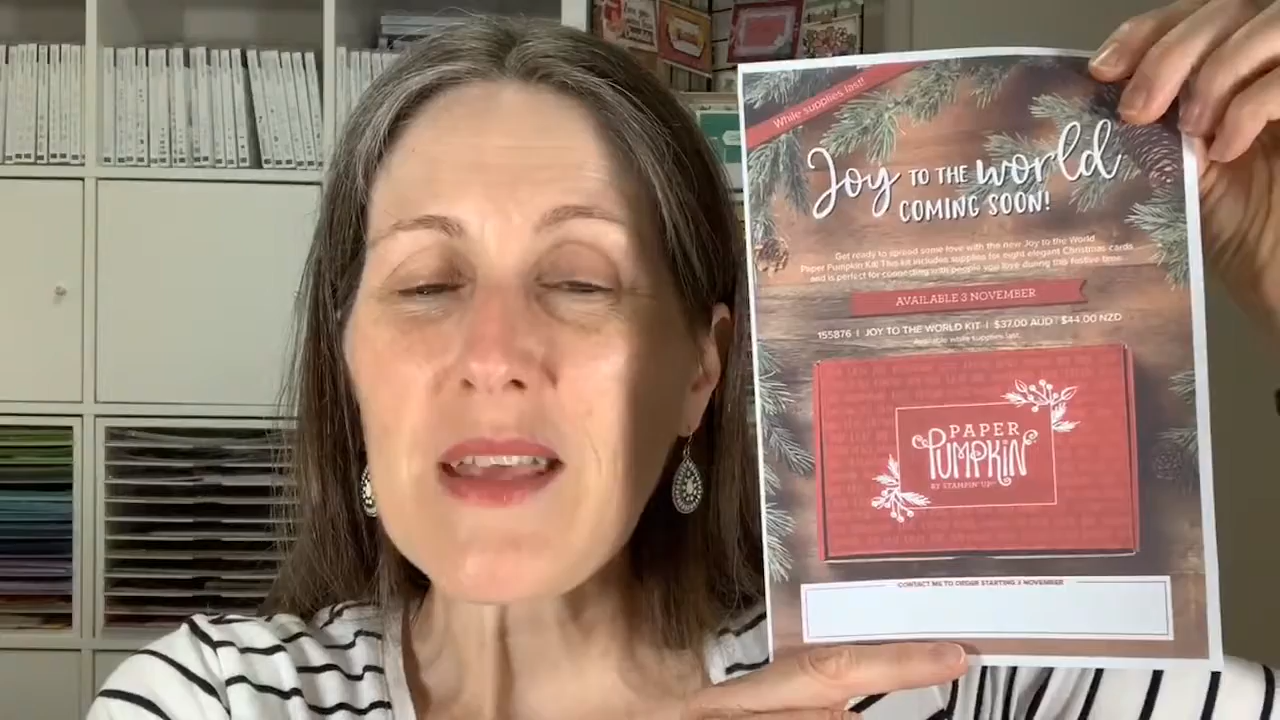 While supplies last!
Joy TO THE world
COMING SOON!
Get ready to spread some love with the new Joy to the World
Paper Pumpkin Kit! This kit includes supplies for eight elegant Christmas cards
and is perfect for connecting with people you love during this festive time.
AVAILABLE 3 NOVEMBER
155876 | JOY TO THE WORLD KIT | $37.00 AUD | $44.00 NZD
Available while supplies last.
PAPER
PUMPKIN
BY STAMPIN' UP!
CONTACT ME TO ORDER STARTING 3 NOVEMBER